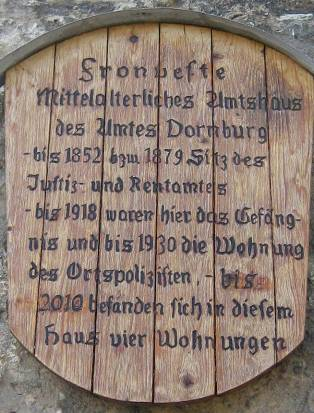 Fronveste
Mittelalterliches Amtshaus
des Amtes Dornburg
-bis 1852 bzw. 1879 Sitz des
Justiz- und Rentamtes
-bis 1918 waren hier das Gefäng-
nis und bis 1930 die Wohnung
des Ortspolizisten, - bis
2010 befanden sich in diesem
Haus vier Wohnungen